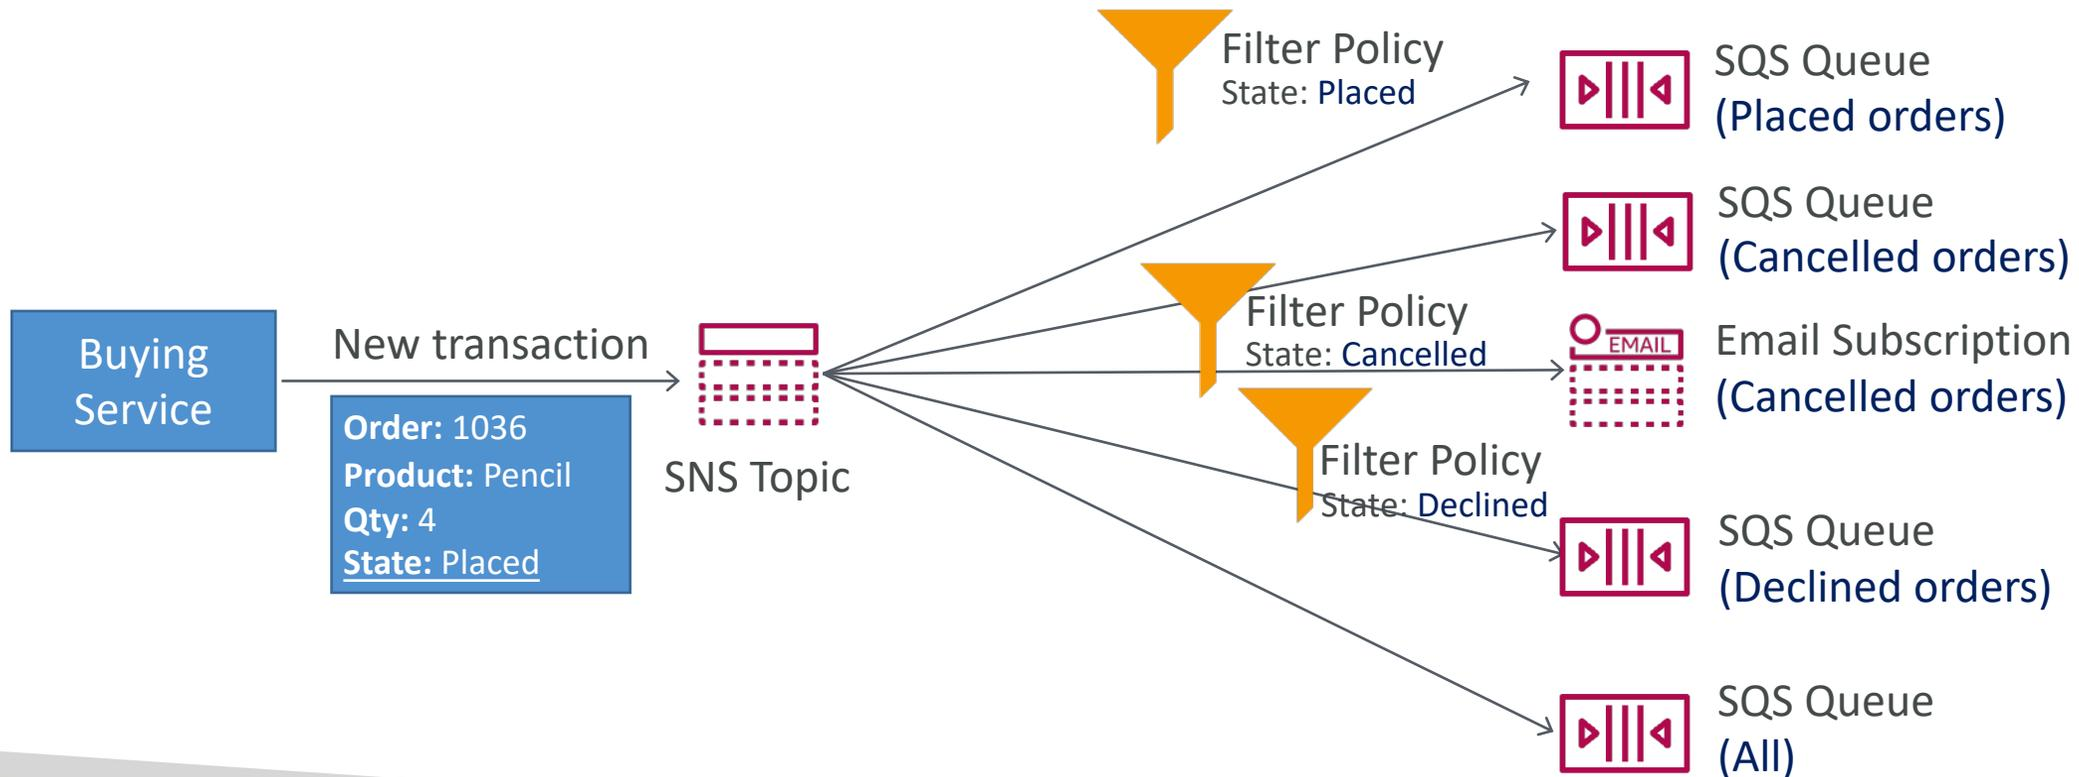 Filter Policy
State: Placed
SQS Queue
(Placed orders)
SQS Queue
(Cancelled orders)
Buying
Service
New transaction
Order: 1036
Product: Pencil
Qty: 4
State: Placed
SNS Topic
Filter Policy
State: Cancelled
EMAIL
Email Subscription
(Cancelled orders)
Filter Policy
State: Declined
SQS Queue
(Declined orders)
SQS Queue
(All)